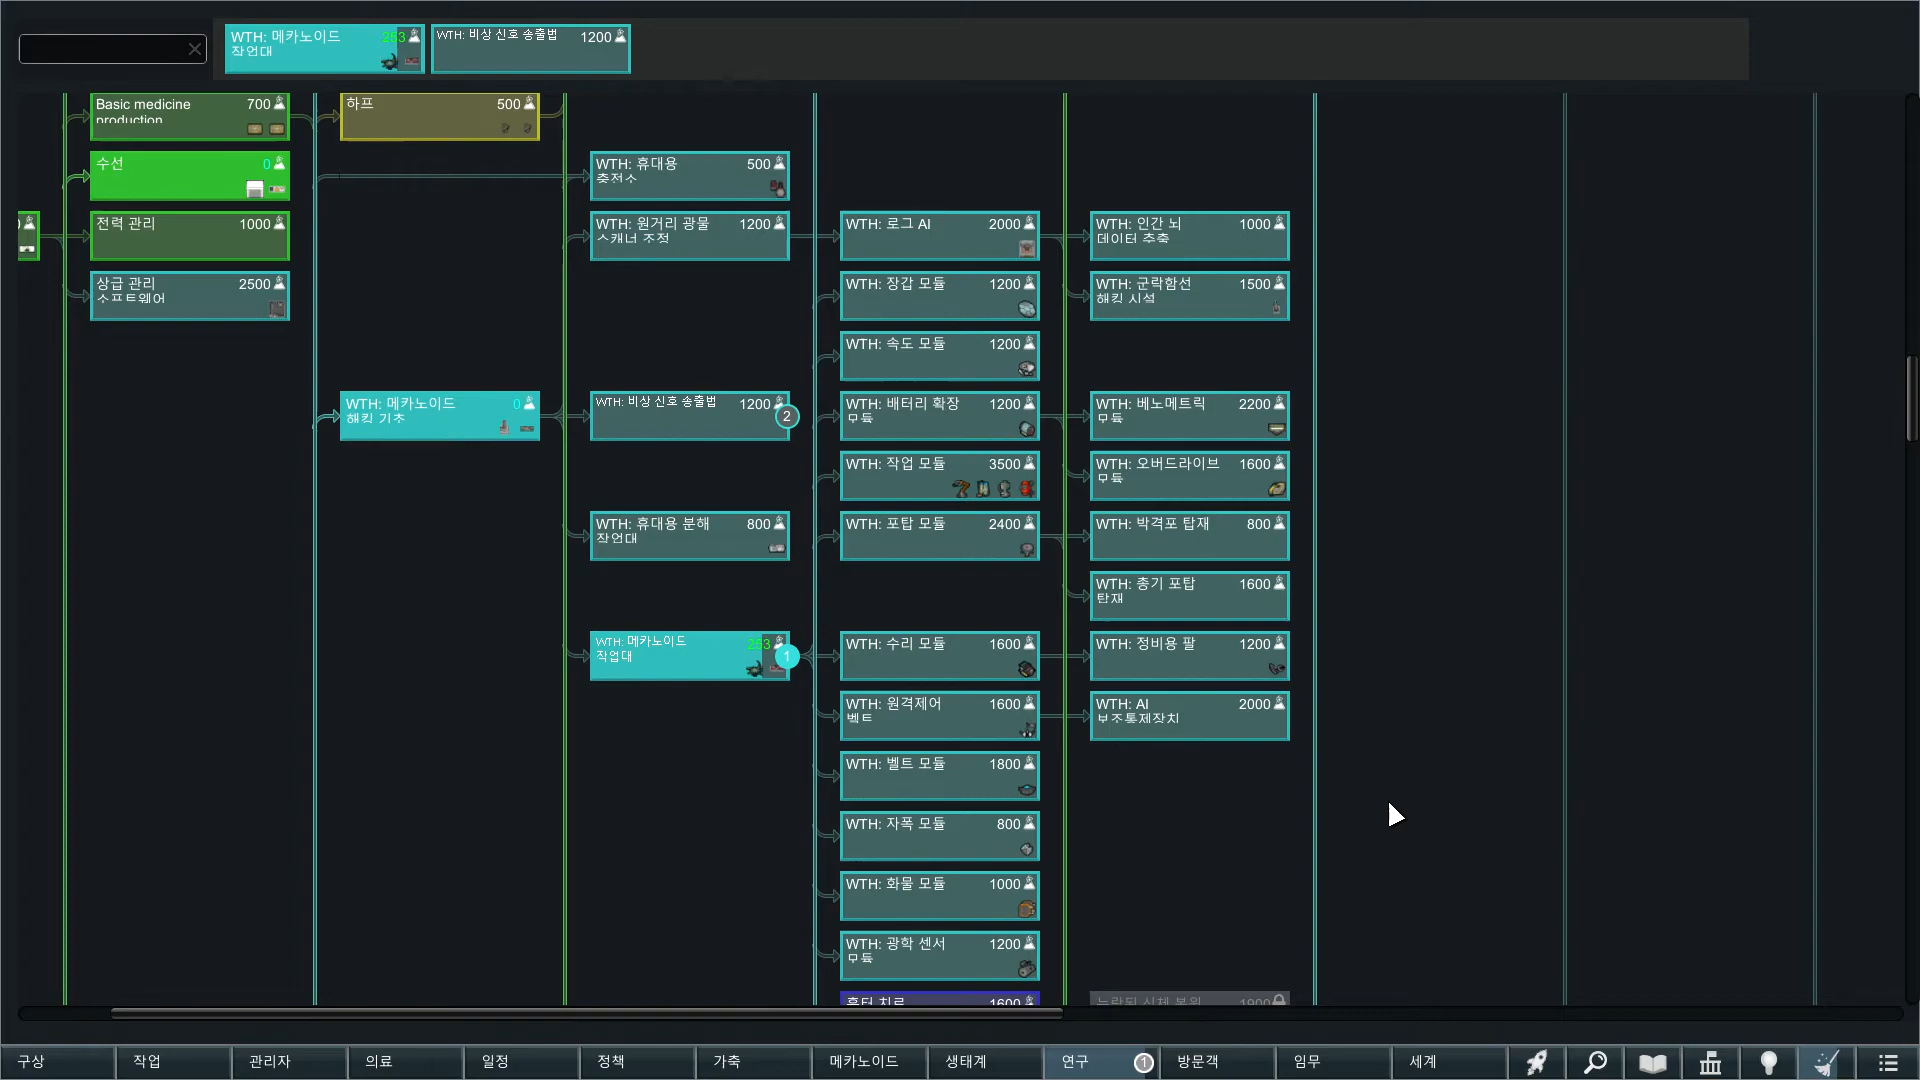 WTH: 메카노이드 253
작업대
WTH: 비상 신호 송출법 1200
Basic medicine 700
production
수선 0
전력 관리 1000
상급 관리 2500
소프트웨어
하프 500
WTH: 메카노이드 0
해킹 기초
WTH: 휴대용 500
충전소
WTH: 원거리 광물 1200
스캐너 조정
WTH: 비상 신호 송출법 1200
2
WTH: 휴대용 분해 800
작업대
WTH: 메카노이드 253
작업대
1
WTH: 로그 AI 2000
WTH: 장갑 모듈 1200
WTH: 속도 모듈 1200
WTH: 배터리 확장 1200
모듈
WTH: 작업 모듈 3500
WTH: 포탑 모듈 2400
WTH: 수리 모듈 1600
WTH: 원격제어 1600
벨트
WTH: 벨트 모듈 1800
WTH: 자폭 모듈 800
WTH: 화물 모듈 1000
WTH: 광학 센서 1200
모듈
흉터 치료 1600
WTH: 인간 뇌 1000
데이터 추출
WTH: 군락함선 1500
해킹 시설
WTH: 베노메트릭 2200
모듈
WTH: 오버드라이브 1600
모듈
WTH: 박격포 탑재 800
WTH: 총기 포탑 1600
탑재
WTH: 정비용 팔 1200
WTH: AI 2000
보조통제장치
누락된 신체 복원 1900
구상 작업 관리자 의료 일정 정책 가축 메카노이드 생태계 연구 1 방문객 임무 세계